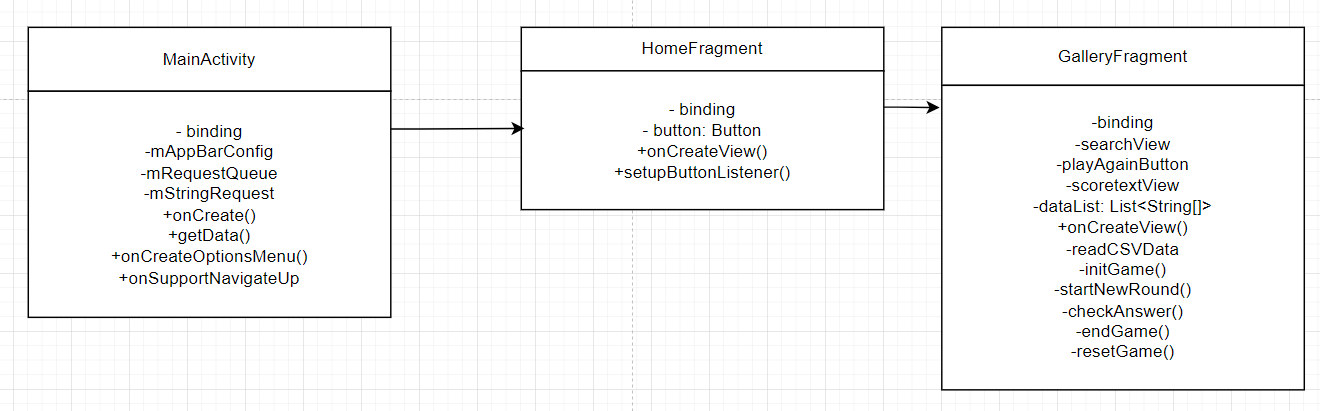 MainActivity
- binding
-mAppBarConfig
-mRequestQueue
-mStringRequest
+onCreate()
+getData()
+onCreateOptionsMenu()
+onSupportNavigateUp
HomeFragment
- binding
- button: Button
+onCreateView()
+setupButtonListener()
GalleryFragment
-binding
-searchView
-playAgainButton
-scoretextView
-dataList: List<String[]>
+onCreateView()
-readCSVData
-initGame()
-startNewRound()
-checkAnswer()
-endGame()
-resetGame()